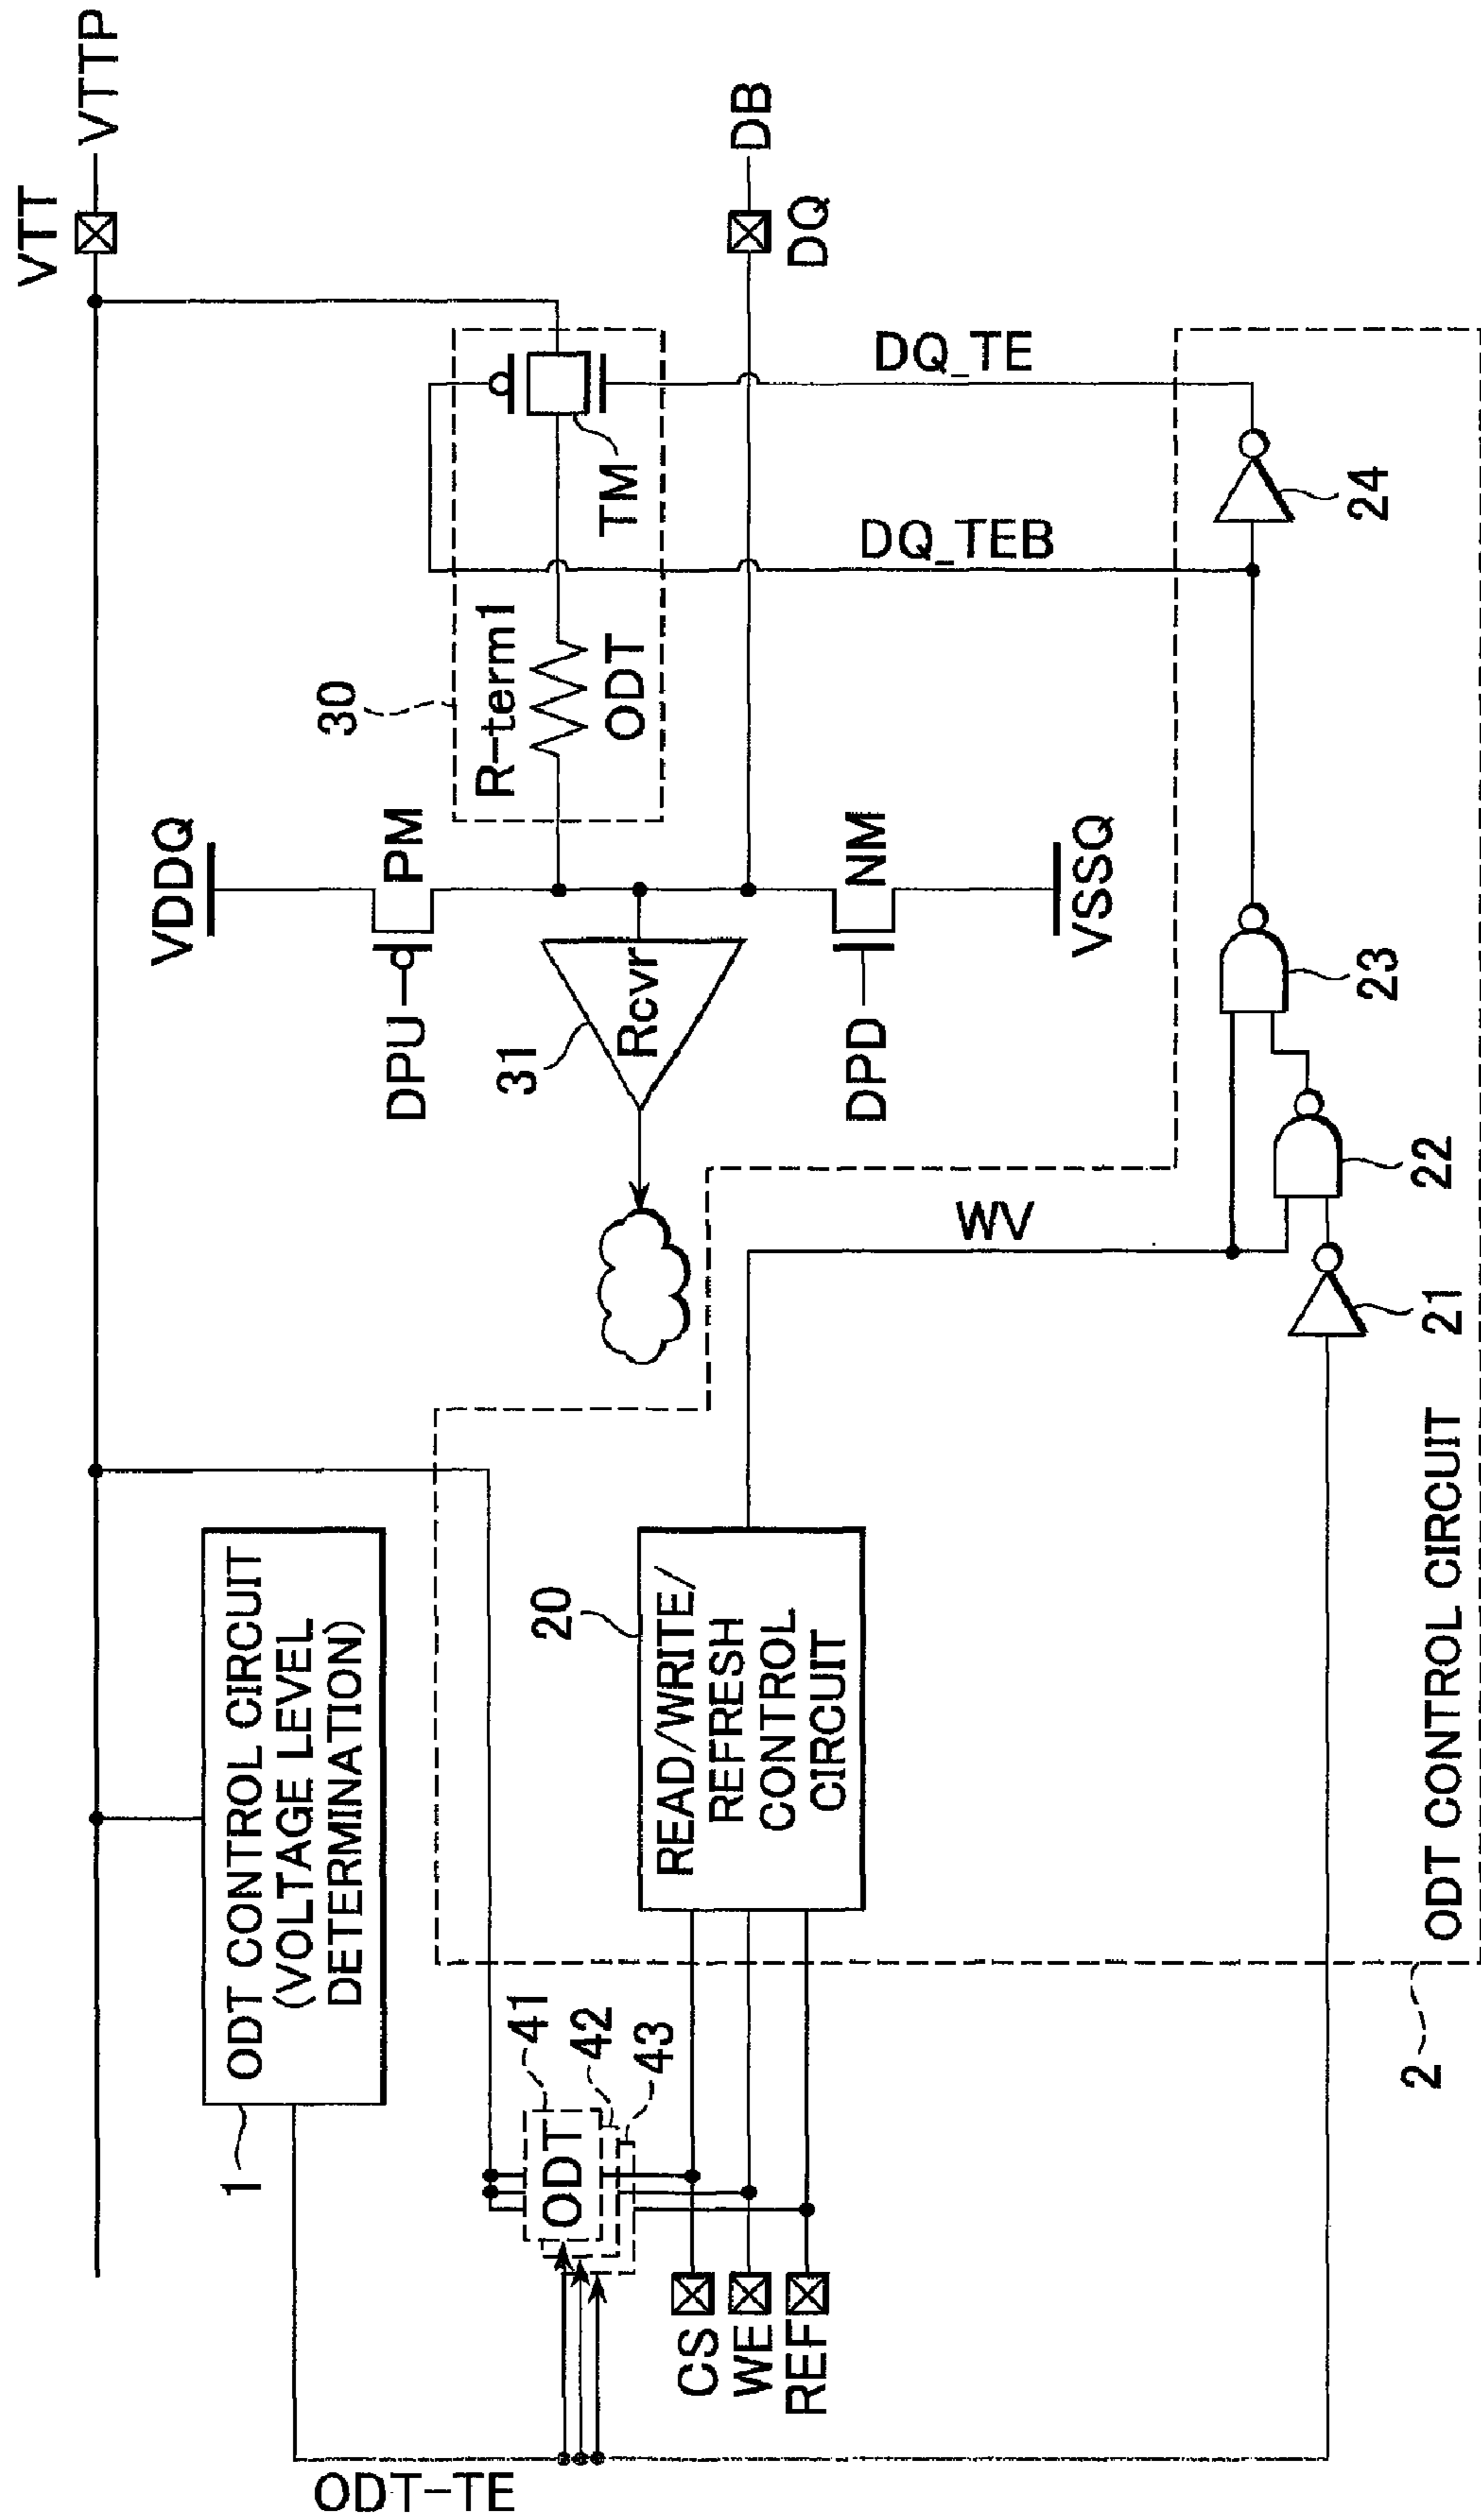 VTT
VTTP
ODT CONTROL CIRCUIT
(VOLTAGE LEVEL
DETERMINATION)
1
ODT-TE
VDDQ
PM
DPU
30
R-term1
ODT
TM
31
Rcvr
DB
DQ
NM
DPD
VSSQ
DQ_TE
DQ_TEB
ODT
41
42
43
CS
WE
REF
20
READ/WRITE/
REFRESH
CONTROL
CIRCUIT
WV
21
22
23
24
ODT CONTROL CIRCUIT
2